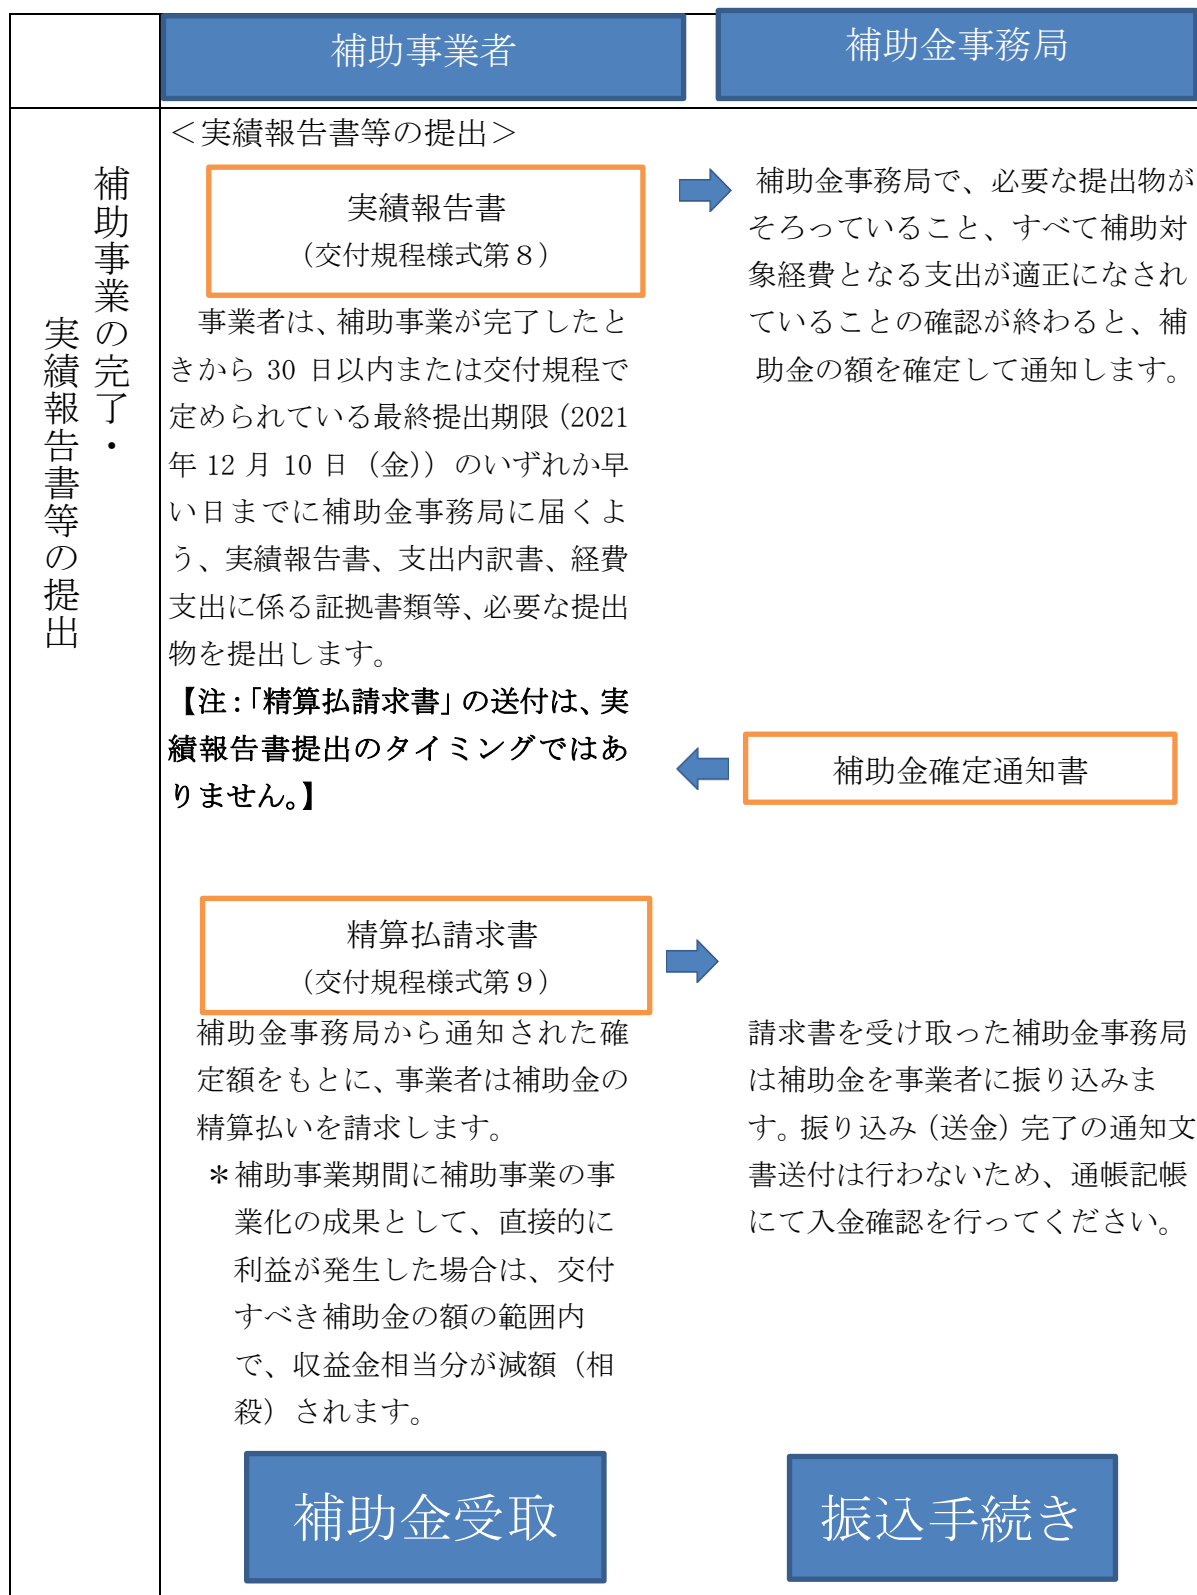 補助事業者
補助金事務局
補助事業の完了・
実績報告書等の提出
＜実績報告書等の提出＞
実績報告書
（交付規程様式第８）
事業者は、補助事業が完了したと
きから 30 日以内または交付規程で
定められている最終提出期限（2021
年 12 月 10 日（金））のいずれか早
い日までに補助金事務局に届くよ
う、実績報告書、支出内訳書、経費
支出に係る証拠書類等、必要な提出
物を提出します。
【注：「精算払請求書」の送付は、実
績報告書提出のタイミングではあ
りません。】
補助金事務局で、必要な提出物が
そろっていること、すべて補助対
象経費となる支出が適正になされ
ていることの確認が終わると、補
助金の額を確定して通知します。
補助金確定通知書
精算払請求書
（交付規程様式第９）
補助金事務局から通知された確
定額をもとに、事業者は補助金の
精算払いを請求します。
＊補助事業期間に補助事業の事
業化の成果として、直接的に
利益が発生した場合は、交付
すべき補助金の額の範囲内
で、収益金相当分が減額（相
殺）されます。
請求書を受け取った補助金事務局
は補助金を事業者に振り込みま
す。振り込み（送金）完了の通知文
書送付は行わないため、通帳記帳
にて入金確認を行ってください。
補助金受取
振込手続き